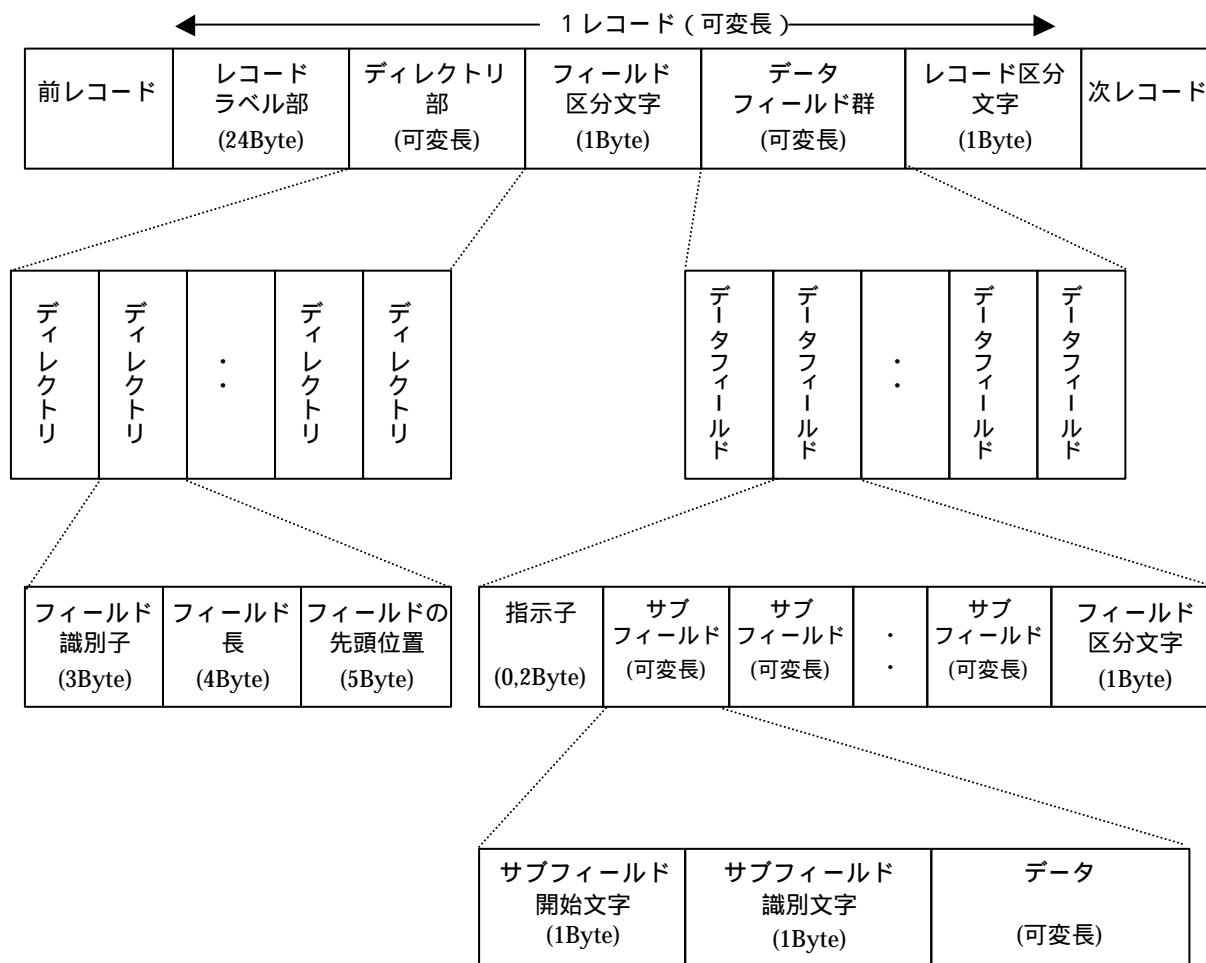 １レコード（可変長）
前レコード
レコード
ラベル部
(24Byte)
ディレクトリ
部
(可変長)
フィールド
区分文字
(1Byte)
データ
フィールド群
(可変長)
レコード区分
文字
(1Byte)
次レコード
ディレクトリ
ディレクトリ
・・
ディレクトリ
ディレクトリ
データフィールド
データフィールド
・・
データフィールド
データフィールド
フィールド
識別子
(3Byte)
フィールド
長
(4Byte)
フィールドの
先頭位置
(5Byte)
指示子
(0,2Byte)
サブ
フィールド
(可変長)
サブ
フィールド
(可変長)
・・
サブ
フィールド
(可変長)
フィールド
区分文字
(1Byte)
サブフィールド
開始文字
(1Byte)
サブフィールド
識別文字
(1Byte)
データ
(可変長)